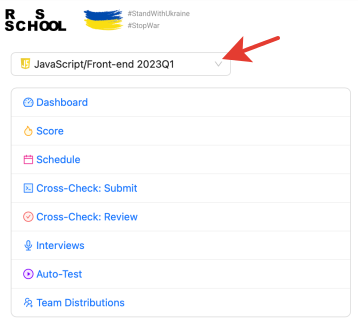 R S
SCHOOL
#StandWithUkraine
#StopWar
JavaScript/Front-end 2023Q1
Dashboard
Score
Schedule
Cross-Check: Submit
Cross-Check: Review
Interviews
Auto-Test
Team Distributions